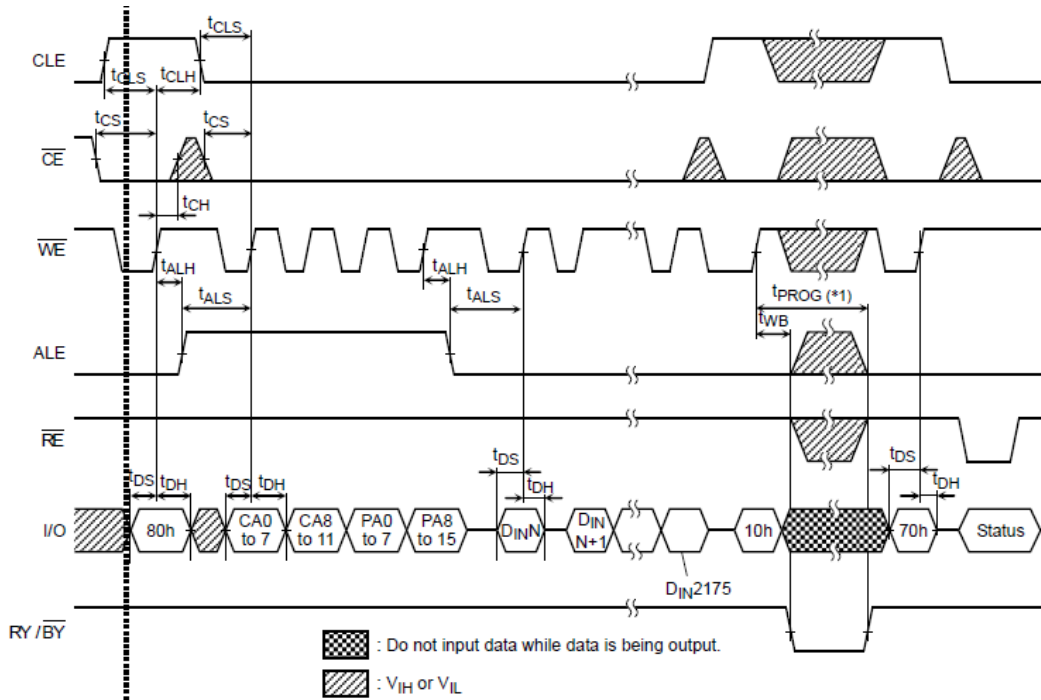 tCLS
CLE
tCLS tCLH
tCS tCS
CE
tCH
WE
tALH tALH
tALS tALS tPROG (*1)
tWB
ALE
RE
tDS tDH tDS tDH tDS tDH tDS tDH
I/O 80h CA0 to 7 CA8 to 11 PA0 to 7 PA8 to 15 DINN DIN N+1 10h 70h Status
DIN2175
RY / BY
: Do not input data while data is being output.
: VIH or VIL